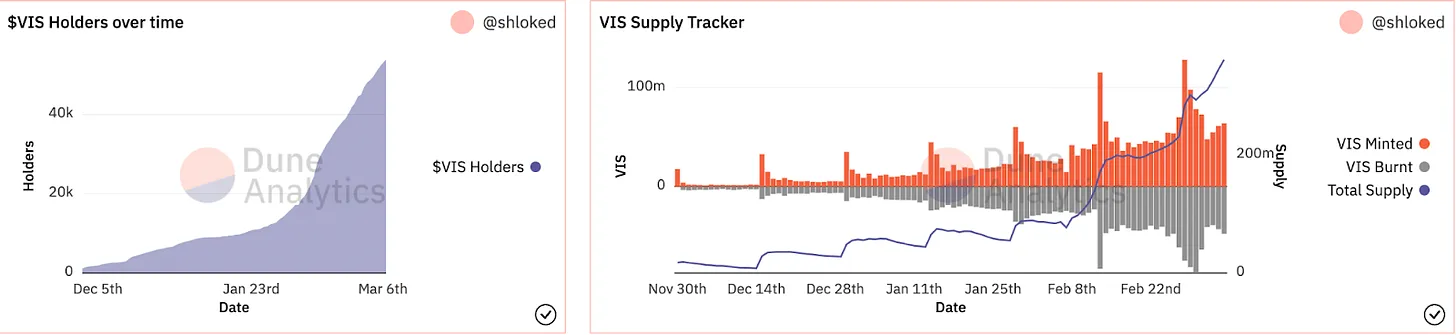 $VIS Holders over time
@shloked
Holders
40k
20k
0
Dune
Analytics
$VIS Holders
Dec 5th
Jan 23rd
Mar 6th
Date
VIS Supply Tracker
@shloked
VIS
100m
0
Dune
Analytics
200m
0
Supply
VIS Minted
VIS Burnt
Total Supply
Nov 30th
Dec 14th
Dec 28th
Jan 11th
Jan 25th
Feb 8th
Feb 22nd
Date